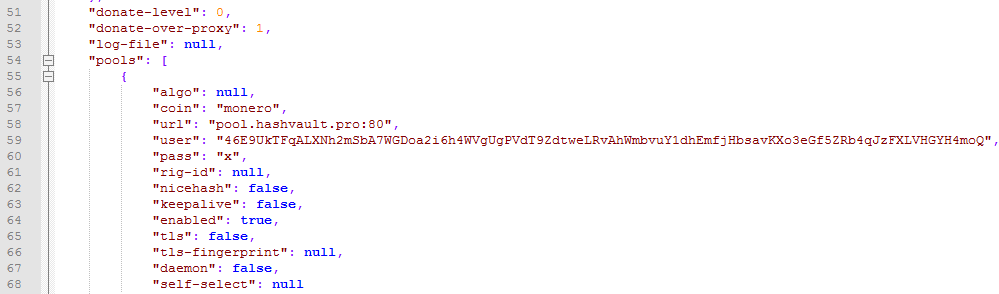 51 "donate-level": 0,
52 "donate-over-proxy": 1,
53 "log-file": null,
54 "pools": [
55 {
56 "algo": null,
57 "coin": "monero",
58 "url": "pool.hashvault.pro:80",
59 "user": "46E9UkTFqALXNh2mSbA7WGDoa2i6h4WVgUgPVdT9ZdtweLRvAhWmbvuY1dhEmfjHbsavKXo3eGf5ZRb4qJzFXLVHGYH4moQ",
60 "pass": "x",
61 "rig-id": null,
62 "nicehash": false,
63 "keepalive": false,
64 "enabled": true,
65 "tls": false,
66 "tls-fingerprint": null,
67 "daemon": false,
68 "self-select": null